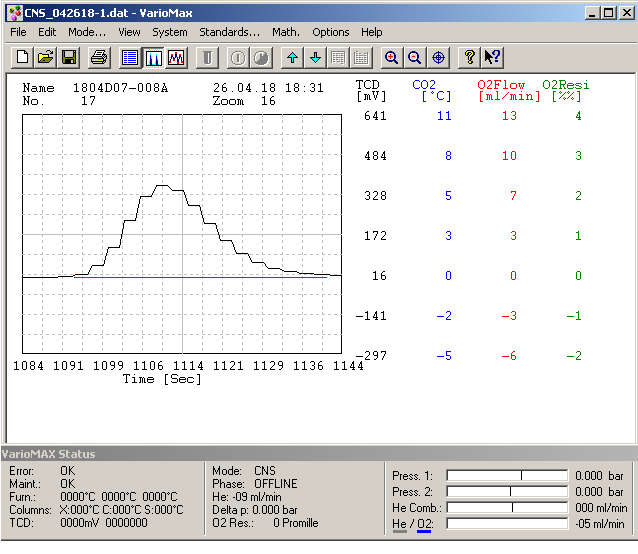 CNS_042618-1.dat - VarioMax
File Edit Mode... View System Standards... Math. Options Help
Name 1804D07-008A 26.04.18 18:31
No. 17 Zoom 16
TCD CO2 O2Flow O2Resi
[mV] [°C] [ml/min] [%%]
641 11 13 4
484 8 10 3
328 5 7 2
172 3 3 1
16 0 0 0
-141 -2 -3 -1
-297 -5 -6 -2
1084 1091 1099 1106 1114 1121 1129 1136 1144
Time [Sec]
VarioMAX Status
Error: OK
Maint.: OK
Furn.: 0000°C 0000°C 0000°C
Columns: X:000°C C:000°C S:000°C
TCD: 0000mV 0000000
Mode: CNS
Phase: OFFLINE
He: -09 ml/min
Delta p: 0.000 bar
O2 Res.: 0 Promille
Press. 1: 0.000 bar
Press. 2: 0.000 bar
He Comb.: 000 ml/min
He / O2: -05 ml/min